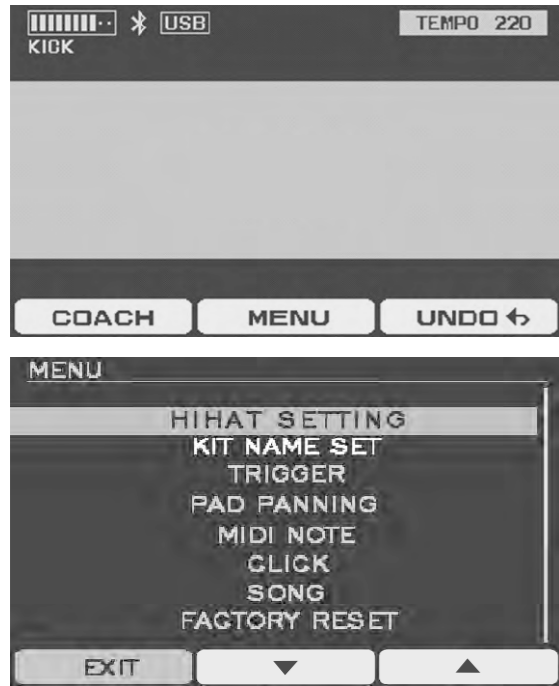 USB TEMPO 220
KICK
COACH MENU UNDO
MENU
HIHAT SETTING
KIT NAME SET
TRIGGER
PAD PANNING
MIDI NOTE
CLICK
SONG
FACTORY RESET
EXIT